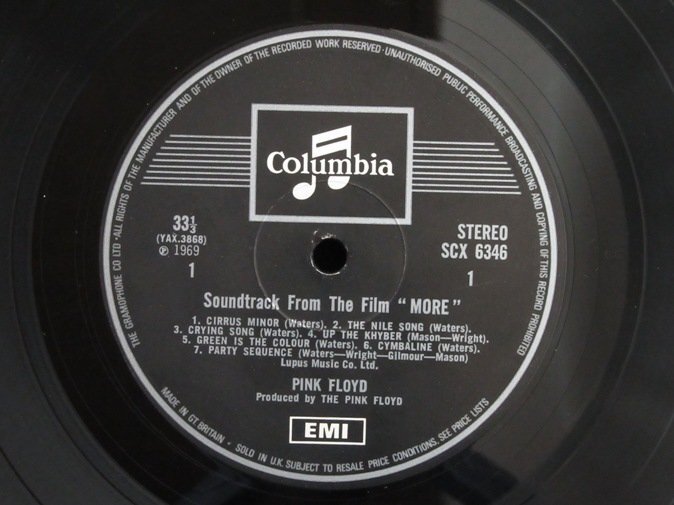 THE GRAMOPHONE CO LTD · ALL RIGHTS OF THE MANUFACTURER AND OF THE OWNER OF THE RECORDED WORK RESERVED · UNAUTHORISED PUBLIC PERFORMANCE BROADCASTING AND COPYING OF THIS RECORD PROHIBITED
Columbia
33⅓
(YAX.3868)
℗ 1969
1
STEREO
SCX 6346
1
Soundtrack From The Film "MORE"
1. CIRRUS MINOR (Waters). 2. THE NILE SONG (Waters).
3. CRYING SONG (Waters). 4. UP THE KHYBER (Mason—Wright).
5. GREEN IS THE COLOUR (Waters). 6. CYMBALINE (Waters).
7. PARTY SEQUENCE (Waters—Wright—Gilmour—Mason)
Lupus Music Co. Ltd.
PINK FLOYD
Produced by THE PINK FLOYD
EMI
MADE IN GT BRITAIN · SOLD IN U.K. SUBJECT TO RESALE PRICE CONDITIONS, SEE PRICE LISTS